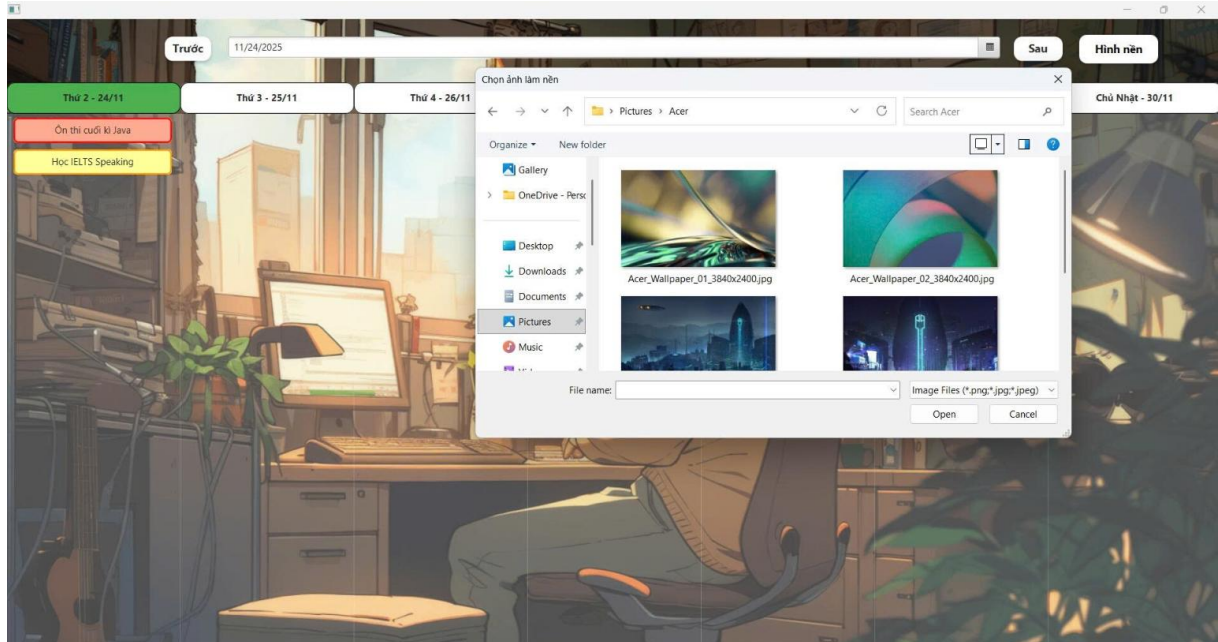 Trước
11/24/2025
Sau
Hình nền
Thứ 2 - 24/11
Thứ 3 - 25/11
Thứ 4 - 26/11
Chủ Nhật - 30/11
Ôn thi cuối kì Java
Học IELTS Speaking
Chọn ảnh làm nền
Pictures > Acer
Search Acer
Organize
New folder
Gallery
OneDrive - Perso
Desktop
Downloads
Documents
Pictures
Music
Acer_Wallpaper_01_3840x2400.jpg
Acer_Wallpaper_02_3840x2400.jpg
File name:
Image Files (*.png;*.jpg;*.jpeg)
Open
Cancel